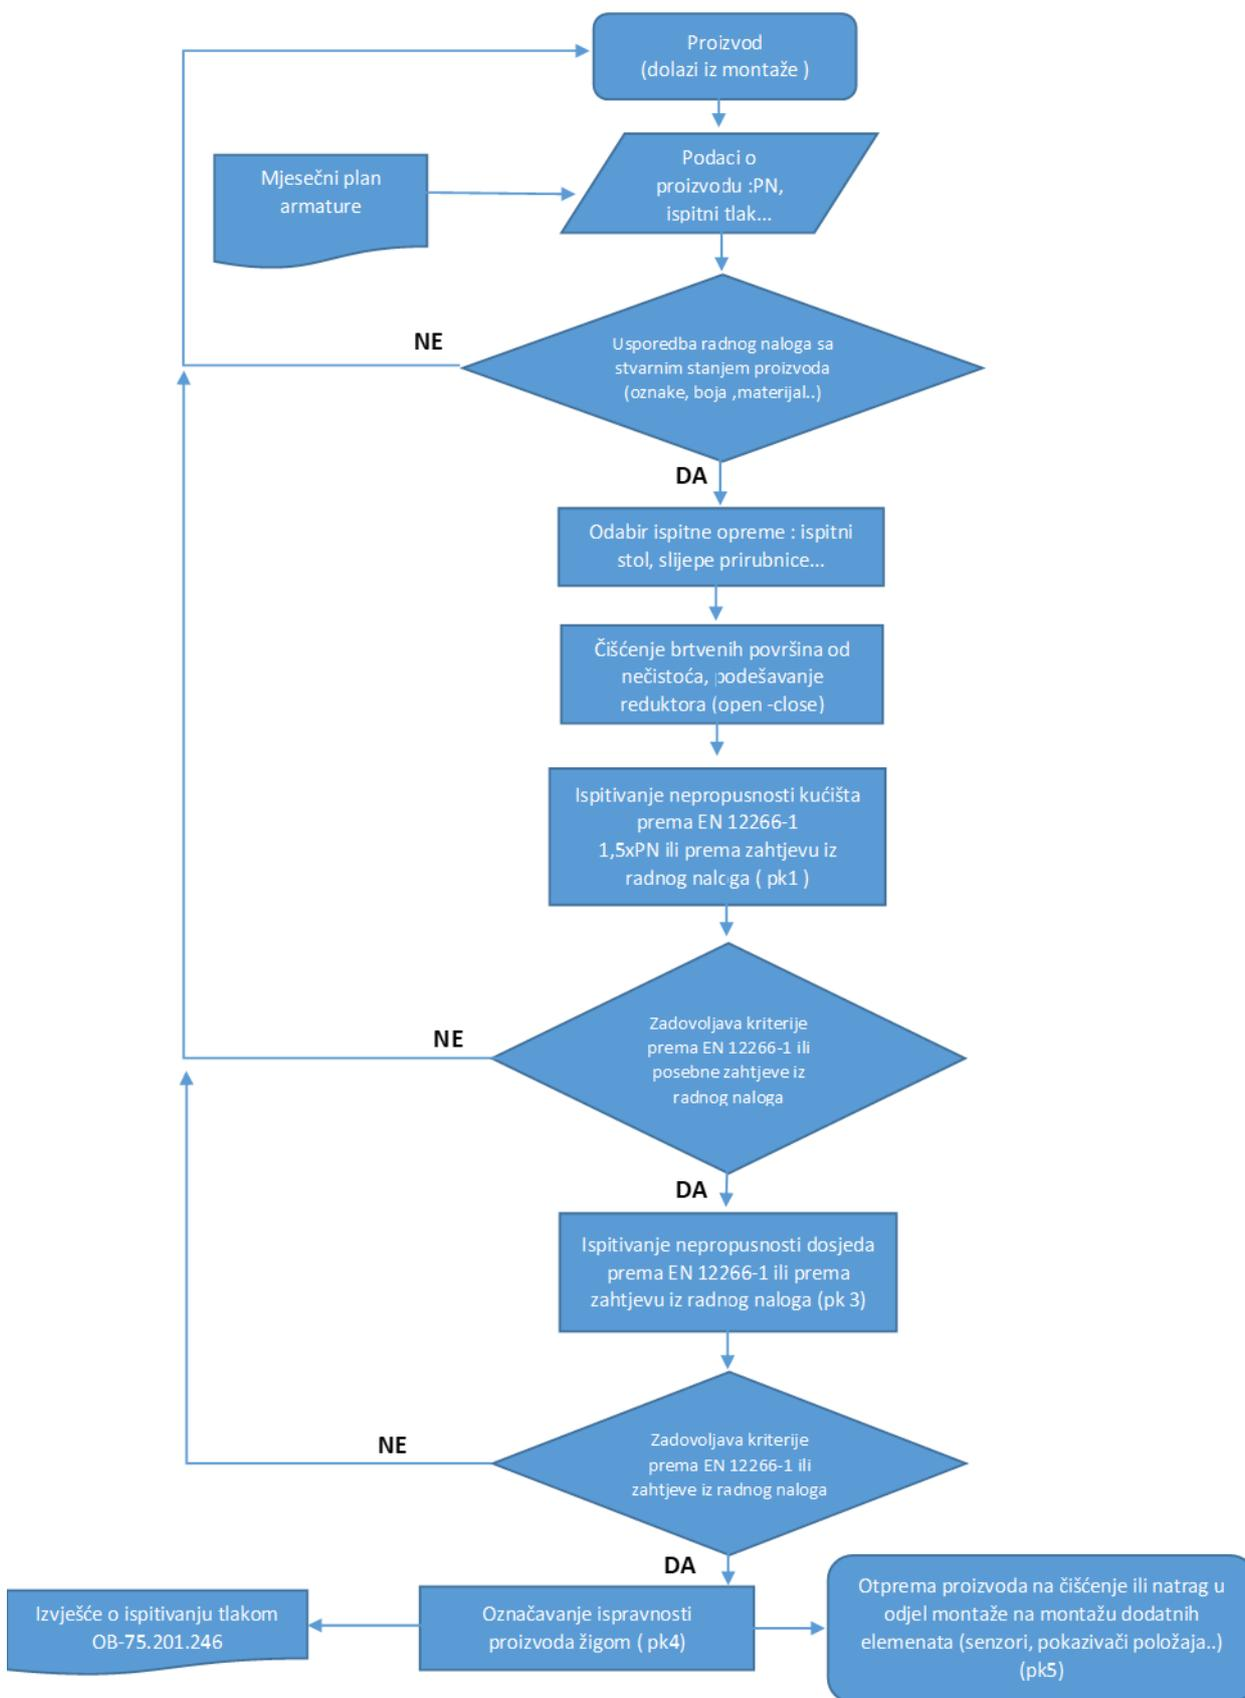 Proizvod
(dolazi iz montaže )
Podaci o
proizvodu :PN,
ispitni tlak...
Mjesečni plan
armature
NE
Usporedba radnog naloga sa
stvarnim stanjem proizvoda
(oznake, boja ,materijal..)
DA
Odabir ispitne opreme : ispitni
stol, slijepe prirubnice...
Čišćenje brtvenih površina od
nečistoća, podešavanje
reduktora (open -close)
Ispitivanje nepropusnosti kućišta
prema EN 12266-1
1,5xPN ili prema zahtjevu iz
radnog naloga ( pk1 )
NE
Zadovoljava kriterije
prema EN 12266-1 ili
posebne zahtjeve iz
radnog naloga
DA
Ispitivanje nepropusnosti dosjeda
prema EN 12266-1 ili prema
zahtjevu iz radnog naloga (pk 3)
NE
Zadovoljava kriterije
prema EN 12266-1 ili
zahtjeve iz radnog naloga
DA
Izvješće o ispitivanju tlakom
OB-75.201.246
Označavanje ispravnosti
proizvoda žigom ( pk4)
Otprema proizvoda na čišćenje ili natrag u
odjel montaže na montažu dodatnih
elemenata (senzori, pokazivači položaja..)
(pk5)